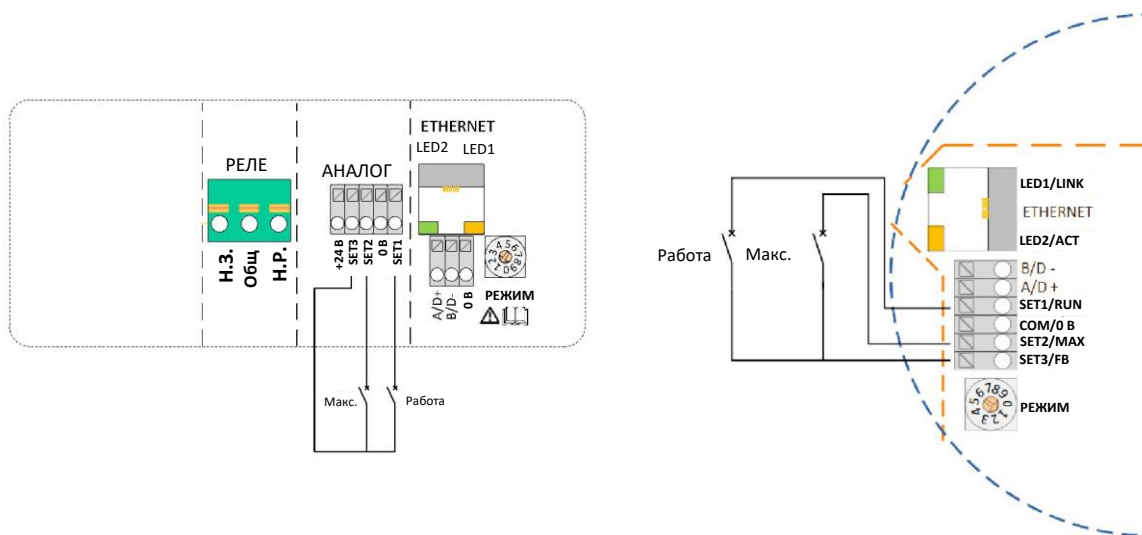 ETHERNET
LED2 LED1
РЕЛЕ
АНАЛОГ
Н.З.
Общ
Н.Р.
+24 В
SET3
SET2
0 В
SET1
A/D+
B/D-
0 В
РЕЖИМ
Макс.
Работа
Работа
Макс.
LED1/LINK
ETHERNET
LED2/ACT
B/D -
A/D +
SET1/RUN
COM/0 В
SET2/MAX
SET3/FB
РЕЖИМ